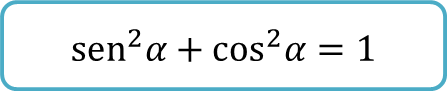 sen²α + cos²α = 1